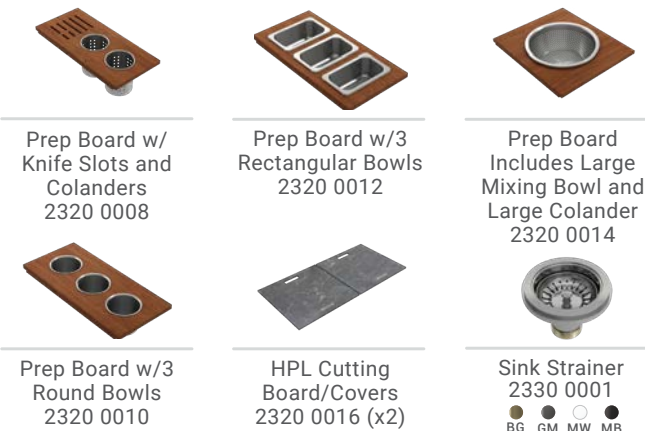 Prep Board w/
Knife Slots and
Colanders
2320 0008
Prep Board w/3
Rectangular Bowls
2320 0012
Prep Board
Includes Large
Mixing Bowl and
Large Colander
2320 0014
Prep Board w/3
Round Bowls
2320 0010
HPL Cutting
Board/Covers
2320 0016 (x2)
Sink Strainer
2330 0001
BG GM MW MB